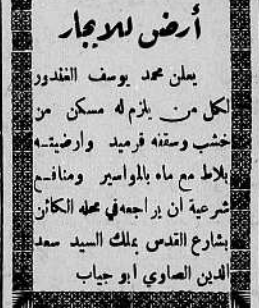 أرض للايجار
يعلن محمد يوسف الغندور
لكل من يلزم له مسكن من
خشب وسقفه قرميد وارضيته
بلاط مع ماء بالمواسير ومنافع
شرعية ان يراجعه في محله الكائن
بشارع القدس بملك السيد سعد
الدين الصاوي ابو جياب